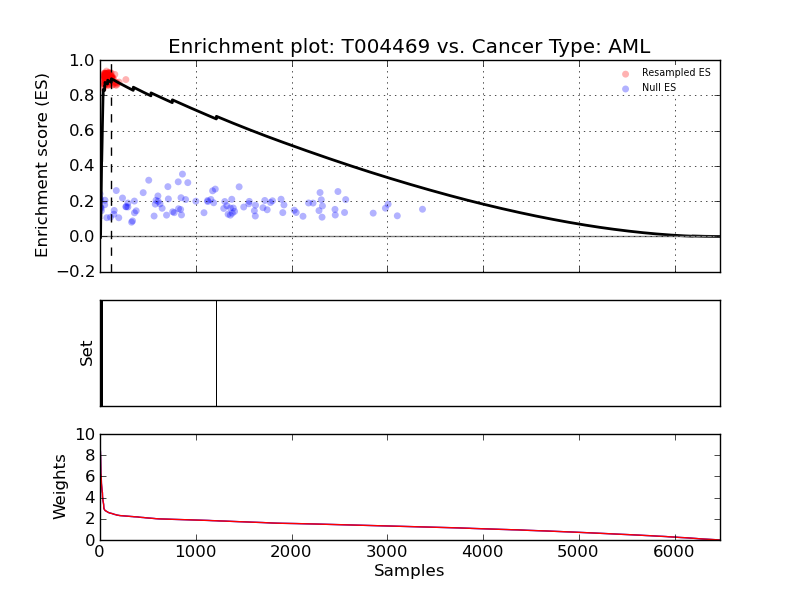 Enrichment plot: T004469 vs. Cancer Type: AML
Enrichment score (ES)
1.0
0.8
0.6
0.4
0.2
0.0
−0.2
Resampled ES
Null ES
Set
Weights
10
8
6
4
2
0
0 1000 2000 3000 4000 5000 6000
Samples